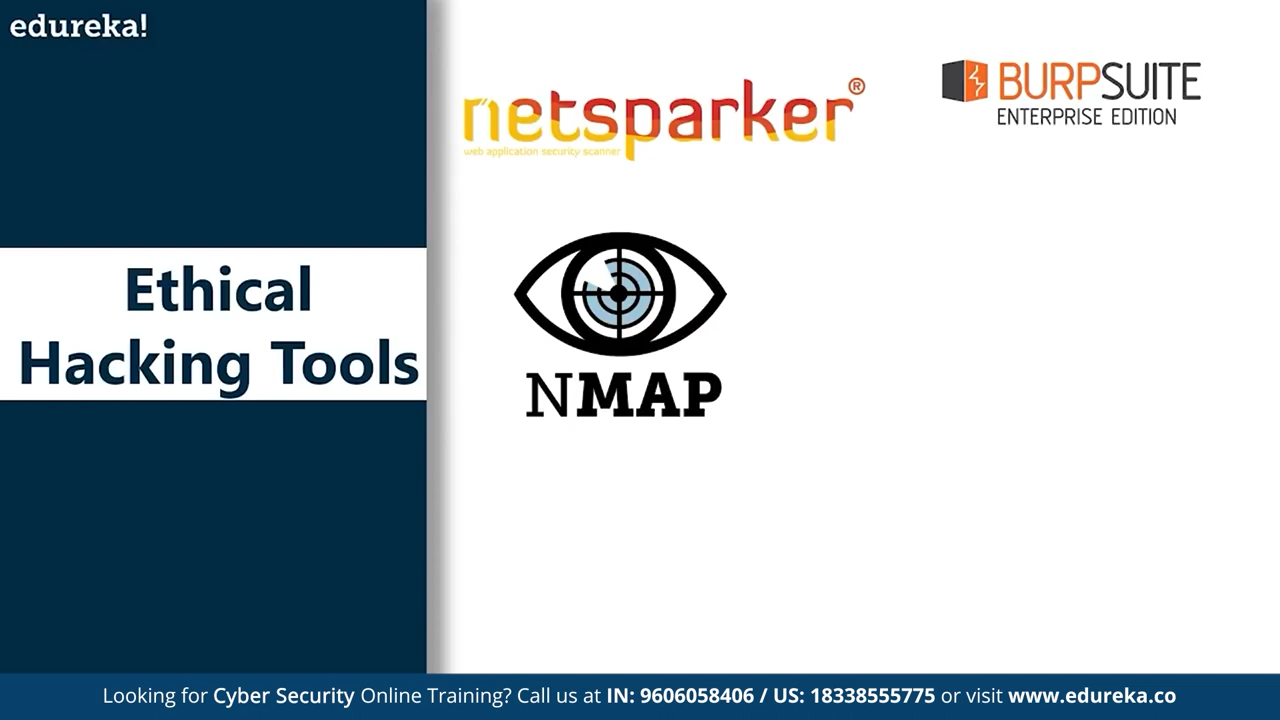 edureka!
Ethical
Hacking Tools
netsparker®
web application security scanner
BURPSUITE
ENTERPRISE EDITION
NMAP
Looking for Cyber Security Online Training? Call us at IN: 9606058406 / US: 18338555775 or visit www.edureka.co